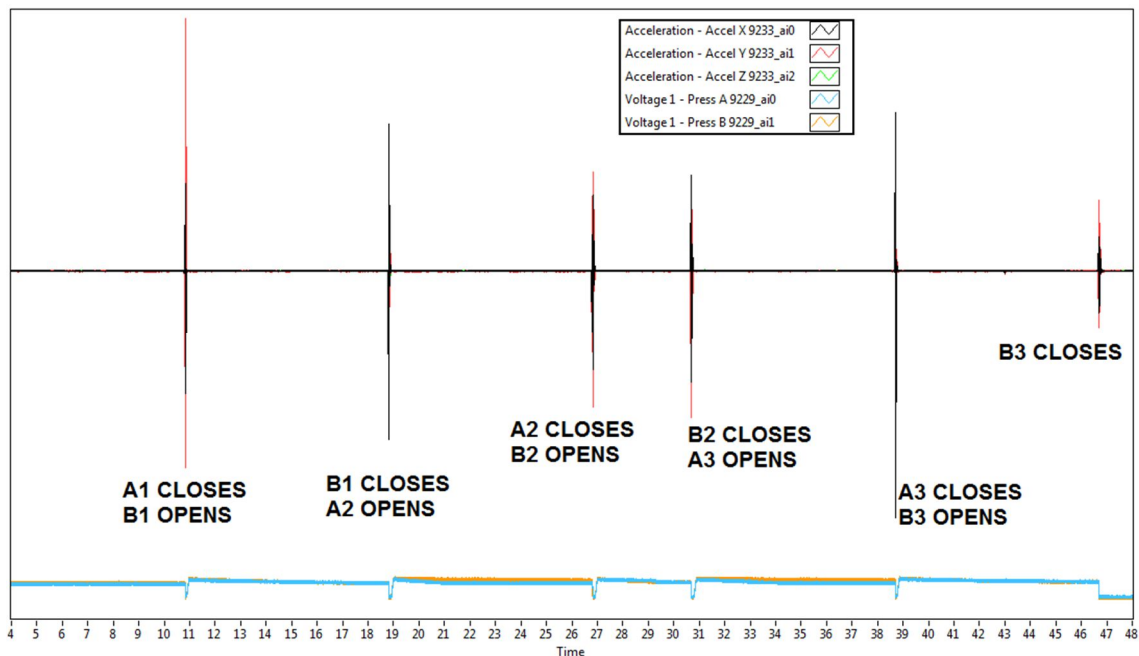 Acceleration - Accel X 9233_ai0
Acceleration - Accel Y 9233_ai1
Acceleration - Accel Z 9233_ai2
Voltage 1 - Press A 9229_ai0
Voltage 1 - Press B 9229_ai1
B3 CLOSES
A2 CLOSES
B2 OPENS
B2 CLOSES
A3 OPENS
B1 CLOSES
A2 OPENS
A1 CLOSES
B1 OPENS
A3 CLOSES
B3 OPENS
4 5 6 7 8 9 10 11 12 13 14 15 16 17 18 19 20 21 22 23 24 25 26 27 28 29 30 31 32 33 34 35 36 37 38 39 40 41 42 43 44 45 46 47 48
Time